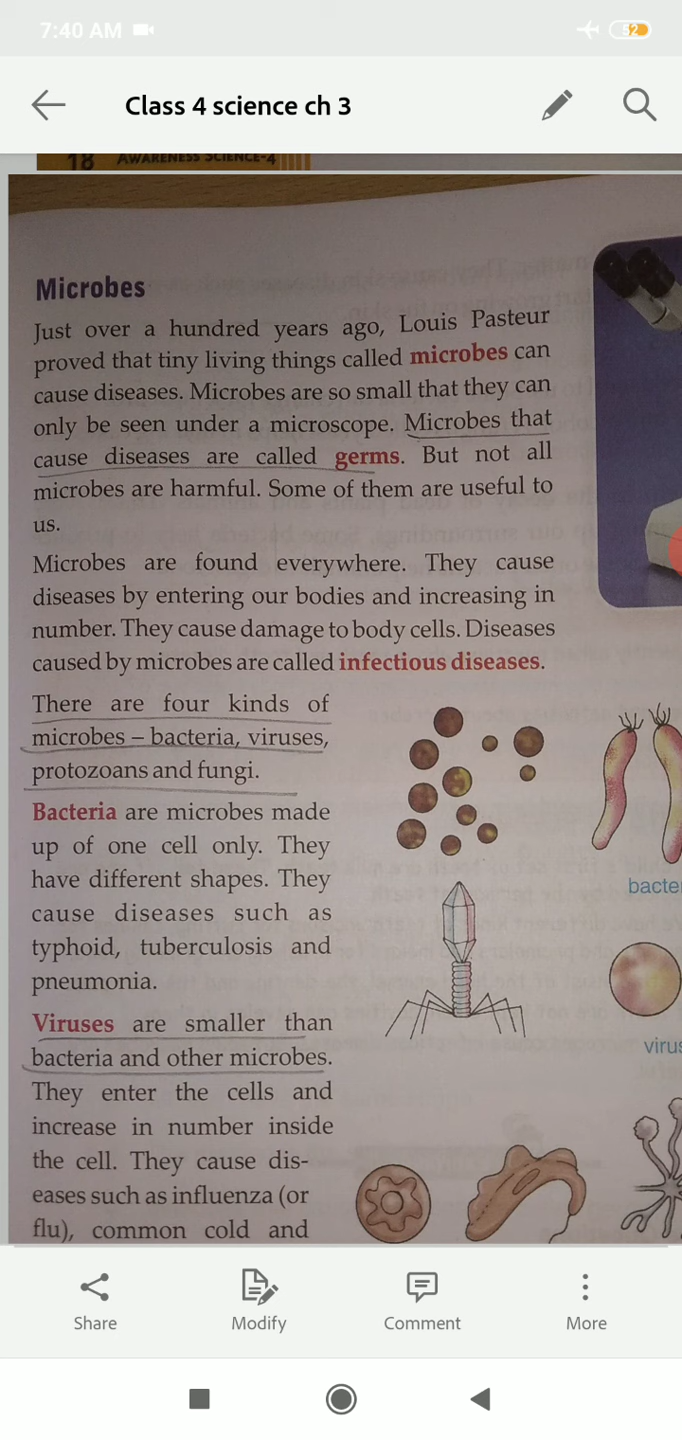 7:40 AM
52
Class 4 science ch 3
18 AWARENESS SCIENCE-4
Microbes
Just over a hundred years ago, Louis Pasteur
proved that tiny living things called microbes can
cause diseases. Microbes are so small that they can
only be seen under a microscope. Microbes that
cause diseases are called germs. But not all
microbes are harmful. Some of them are useful to
us.
Microbes are found everywhere. They cause
diseases by entering our bodies and increasing in
number. They cause damage to body cells. Diseases
caused by microbes are called infectious diseases.
There are four kinds of
microbes – bacteria, viruses,
protozoans and fungi.
Bacteria are microbes made
up of one cell only. They
have different shapes. They
cause diseases such as
typhoid, tuberculosis and
pneumonia.
Viruses are smaller than
bacteria and other microbes.
They enter the cells and
increase in number inside
the cell. They cause dis-
eases such as influenza (or
flu), common cold and
bacte
virus
Share
Modify
Comment
More